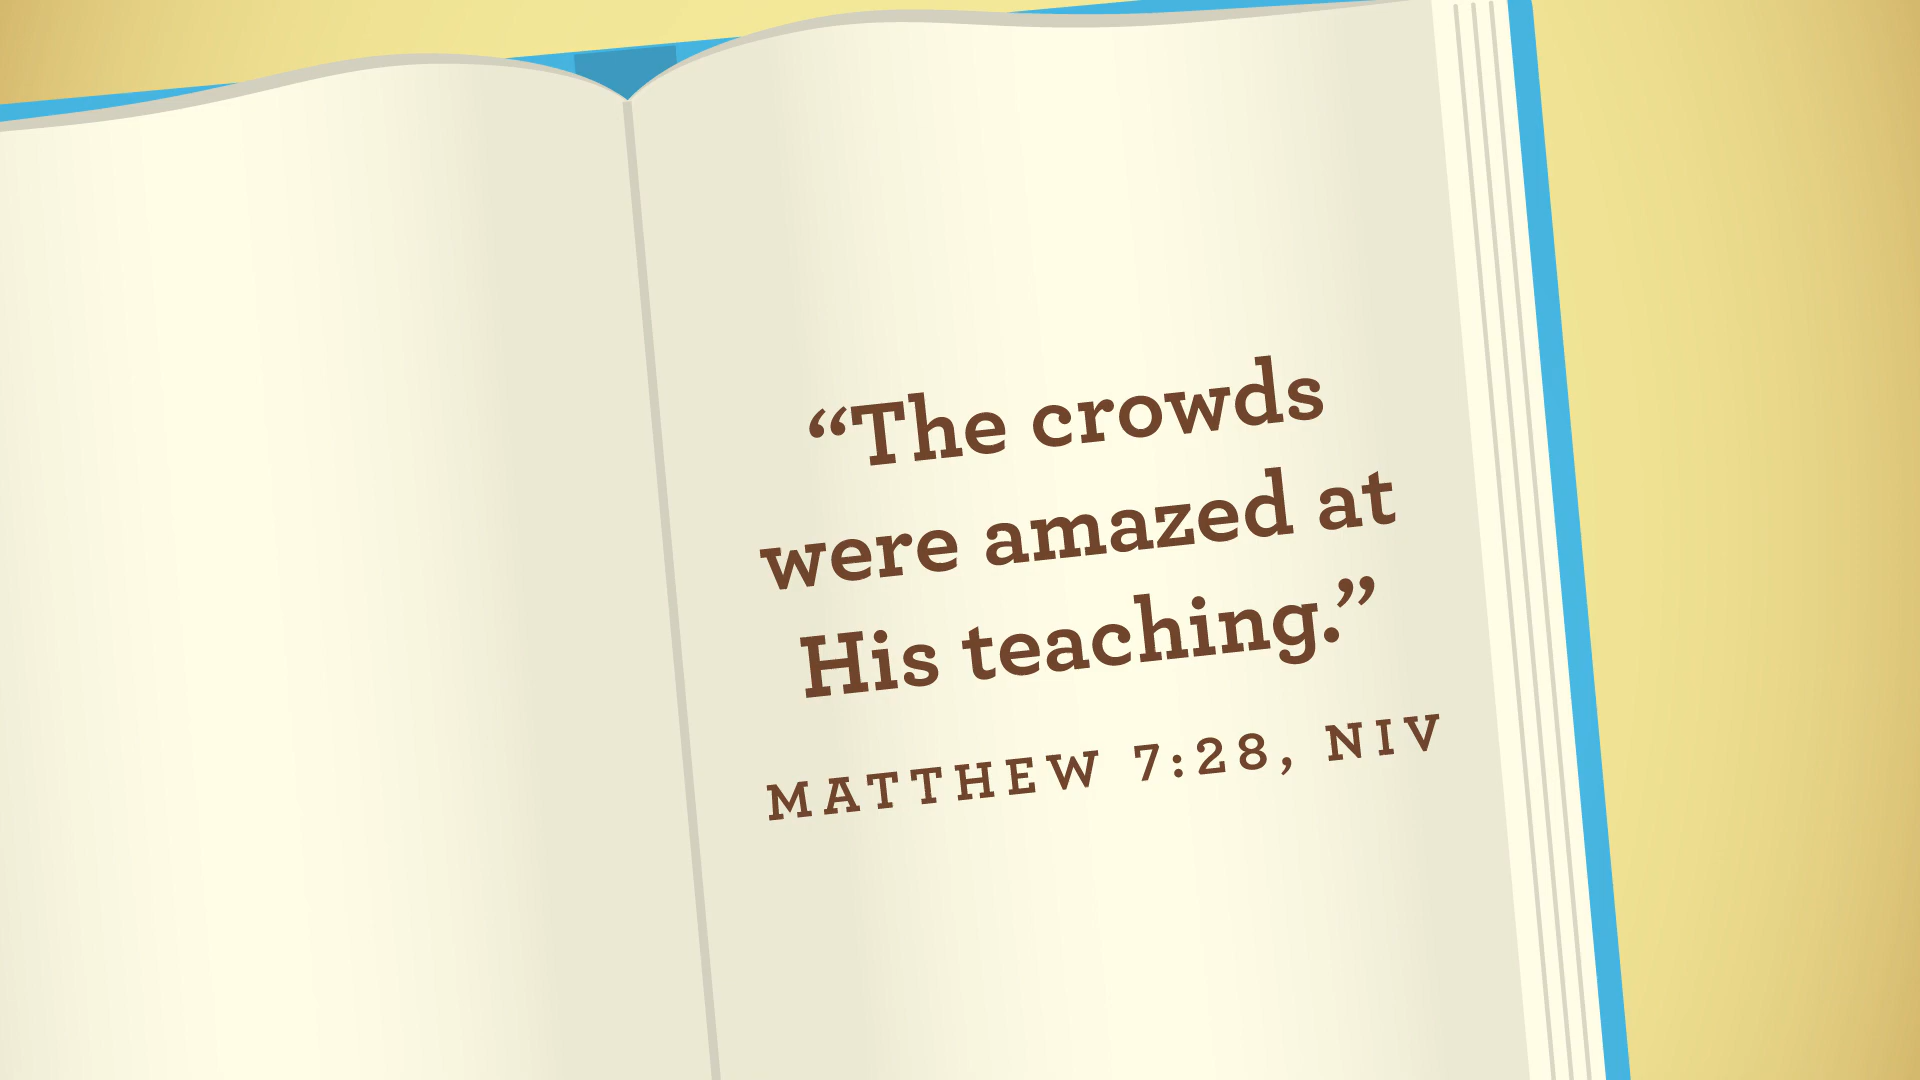 “The crowds
were amazed at
His teaching.”
MATTHEW 7:28, NIV